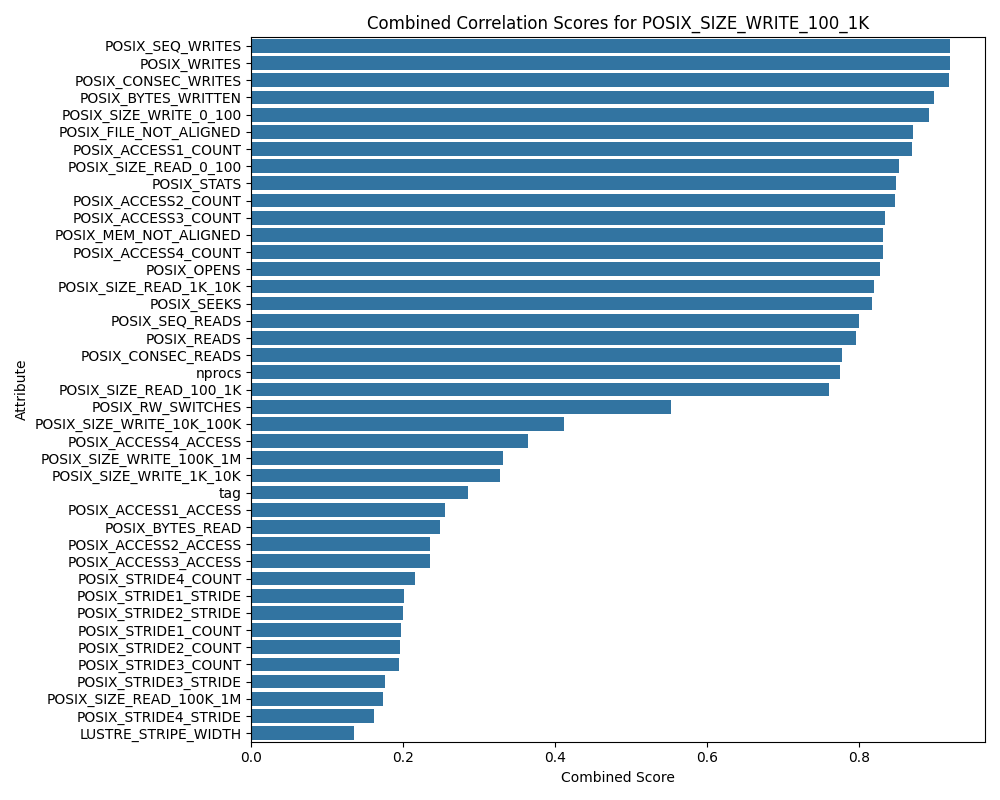 Combined Correlation Scores for POSIX_SIZE_WRITE_100_1K
POSIX_SEQ_WRITES
POSIX_WRITES
POSIX_CONSEC_WRITES
POSIX_BYTES_WRITTEN
POSIX_SIZE_WRITE_0_100
POSIX_FILE_NOT_ALIGNED
POSIX_ACCESS1_COUNT
POSIX_SIZE_READ_0_100
POSIX_STATS
POSIX_ACCESS2_COUNT
POSIX_ACCESS3_COUNT
POSIX_MEM_NOT_ALIGNED
POSIX_ACCESS4_COUNT
POSIX_OPENS
POSIX_SIZE_READ_1K_10K
POSIX_SEEKS
POSIX_SEQ_READS
POSIX_READS
POSIX_CONSEC_READS
nprocs
POSIX_SIZE_READ_100_1K
POSIX_RW_SWITCHES
POSIX_SIZE_WRITE_10K_100K
POSIX_ACCESS4_ACCESS
POSIX_SIZE_WRITE_100K_1M
POSIX_SIZE_WRITE_1K_10K
tag
POSIX_ACCESS1_ACCESS
POSIX_BYTES_READ
POSIX_ACCESS2_ACCESS
POSIX_ACCESS3_ACCESS
POSIX_STRIDE4_COUNT
POSIX_STRIDE1_STRIDE
POSIX_STRIDE2_STRIDE
POSIX_STRIDE1_COUNT
POSIX_STRIDE2_COUNT
POSIX_STRIDE3_COUNT
POSIX_STRIDE3_STRIDE
POSIX_SIZE_READ_100K_1M
POSIX_STRIDE4_STRIDE
LUSTRE_STRIPE_WIDTH
Attribute
0.0 0.2 0.4 0.6 0.8
Combined Score